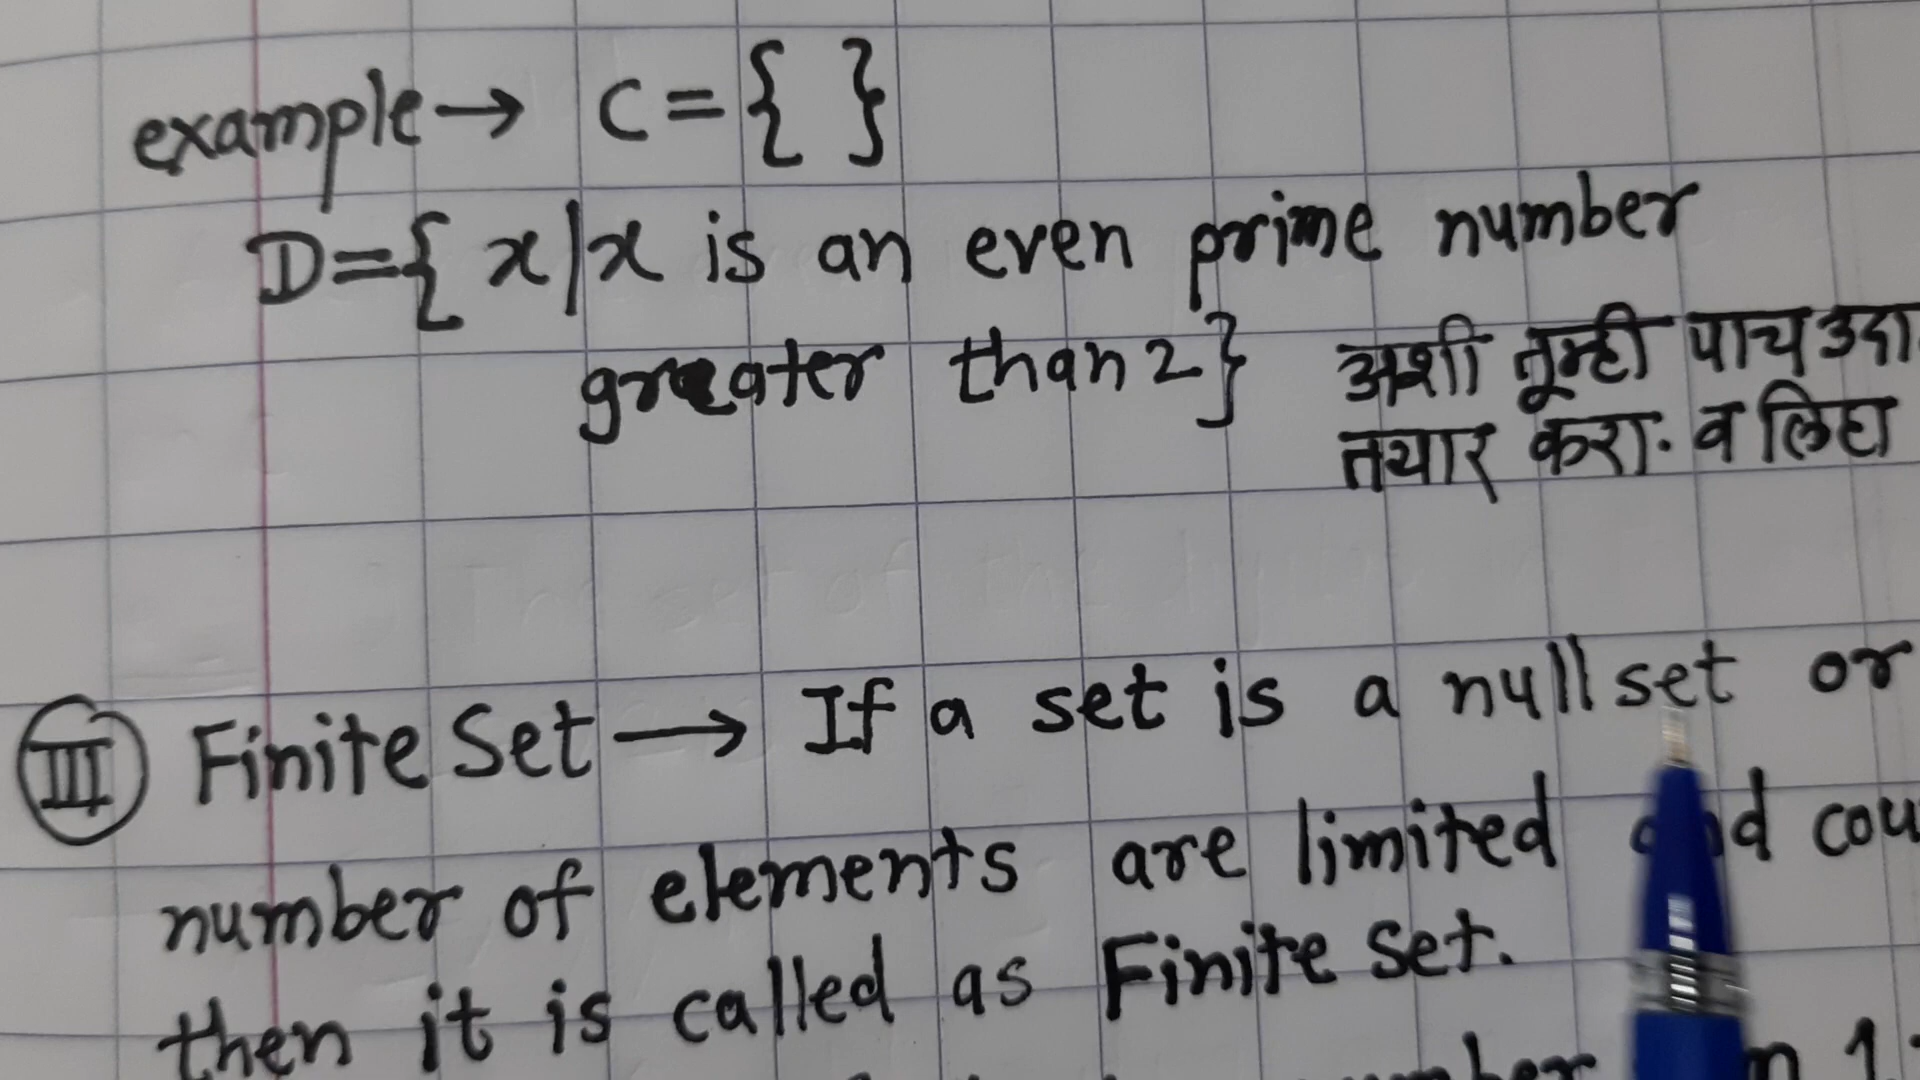 example → C = { }
D = { x / x is an even prime number
greater than 2 }
अशी तूम्ही पाच उदा.
तयार करा. व लिहा
III Finite Set → If a set is a null set or
number of elements are limited and
then it is called as Finite set.